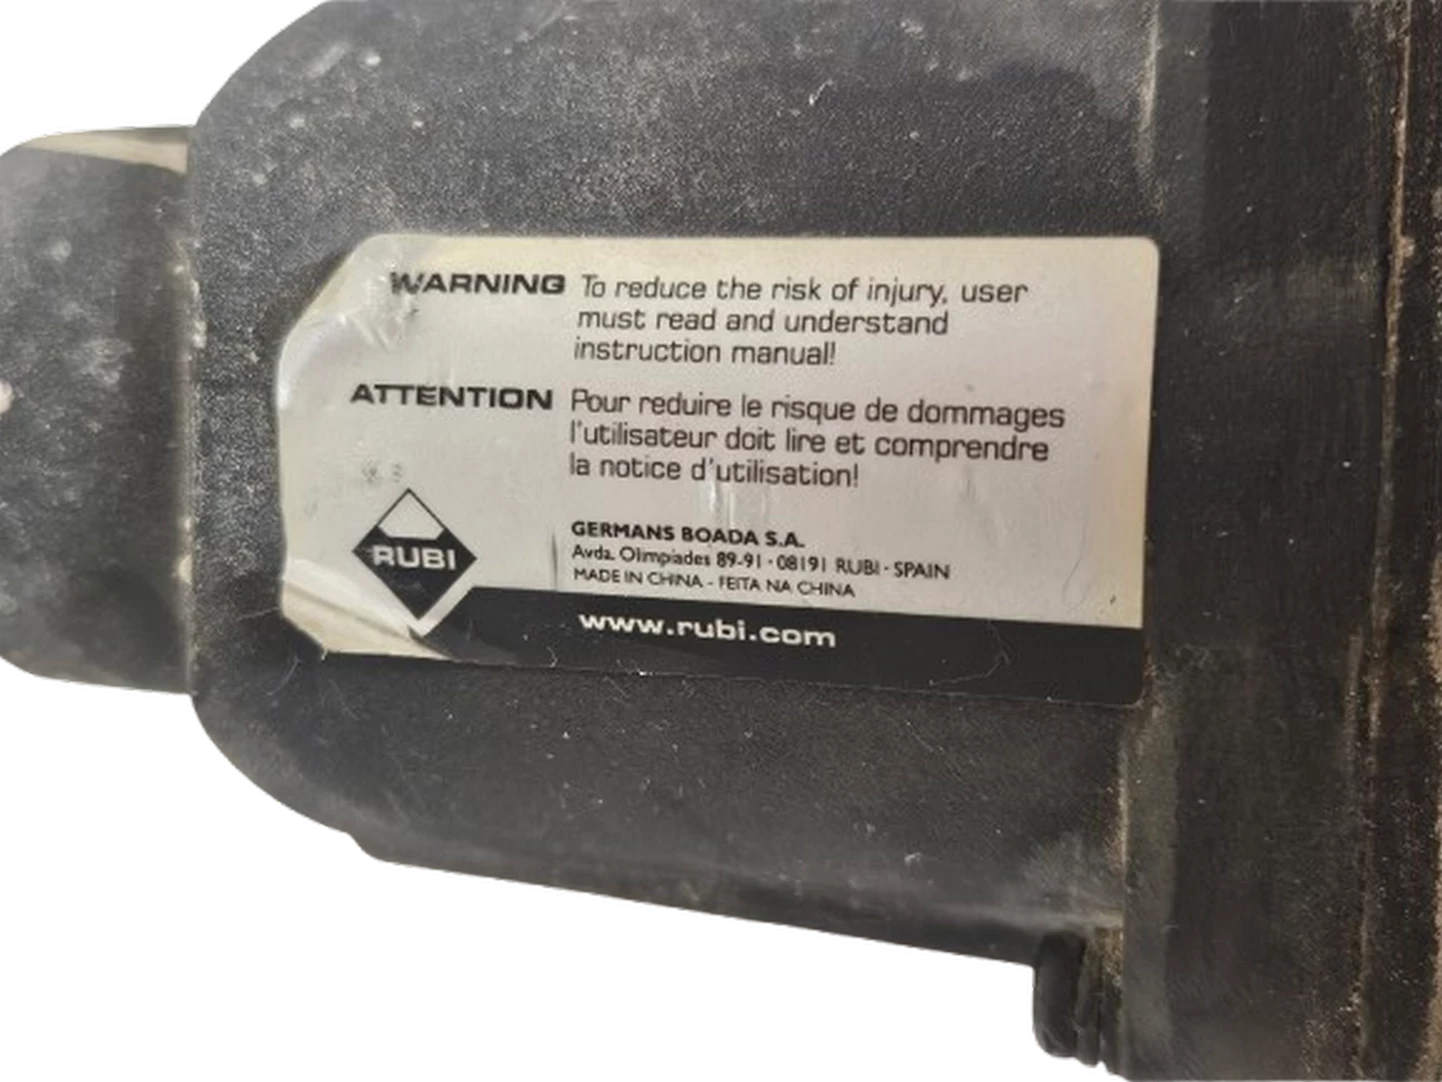 WARNING To reduce the risk of injury, user
must read and understand
instruction manual!
ATTENTION Pour reduire le risque de dommages
l'utilisateur doit lire et comprendre
la notice d'utilisation!
RUBI
GERMANS BOADA S.A.
Avda. Olimpiades 89-91 · 08191 RUBI - SPAIN
MADE IN CHINA - FEITA NA CHINA
www.rubi.com